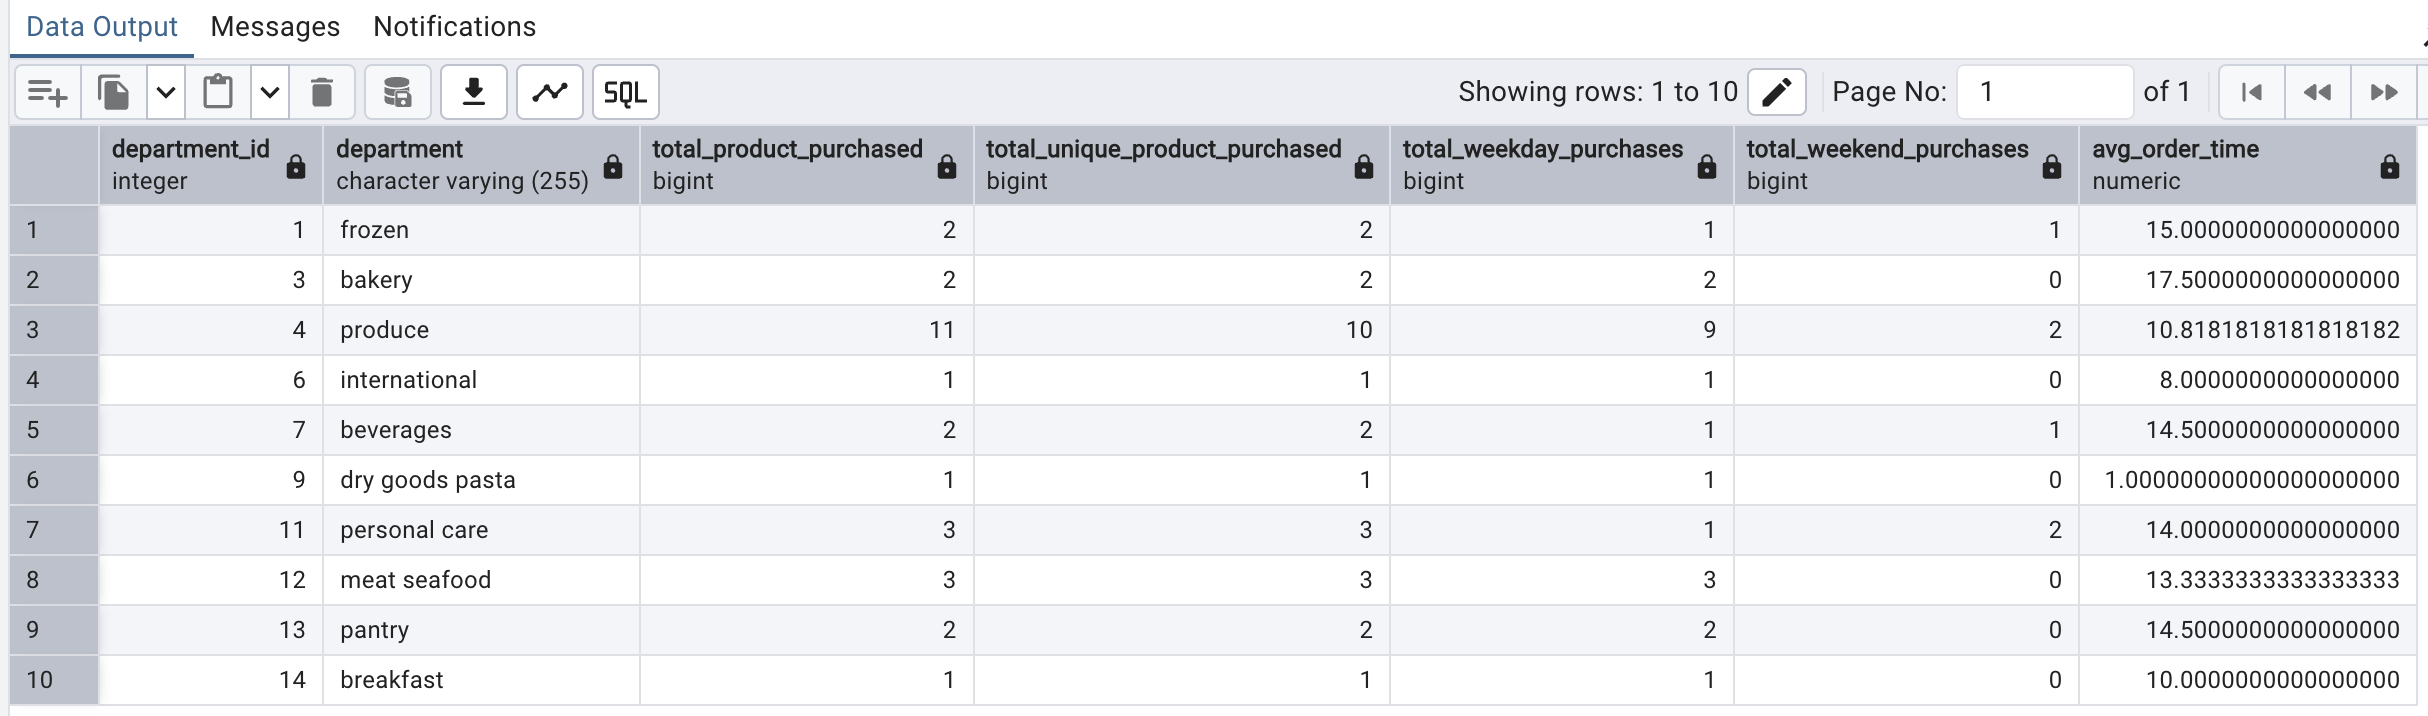 Data Output Messages Notifications
SQL Showing rows: 1 to 10 Page No: 1 of 1
department_id department total_product_purchased total_unique_product_purchased total_weekday_purchases total_weekend_purchases avg_order_time
integer character varying (255) bigint bigint bigint bigint numeric
1 1 frozen 2 2 1 1 15.0000000000000000
2 3 bakery 2 2 2 0 17.5000000000000000
3 4 produce 11 10 9 2 10.8181818181818182
4 6 international 1 1 1 0 8.0000000000000000
5 7 beverages 2 2 1 1 14.5000000000000000
6 9 dry goods pasta 1 1 1 0 1.00000000000000000000
7 11 personal care 3 3 1 2 14.0000000000000000
8 12 meat seafood 3 3 3 0 13.3333333333333333
9 13 pantry 2 2 2 0 14.5000000000000000
10 14 breakfast 1 1 1 0 10.0000000000000000